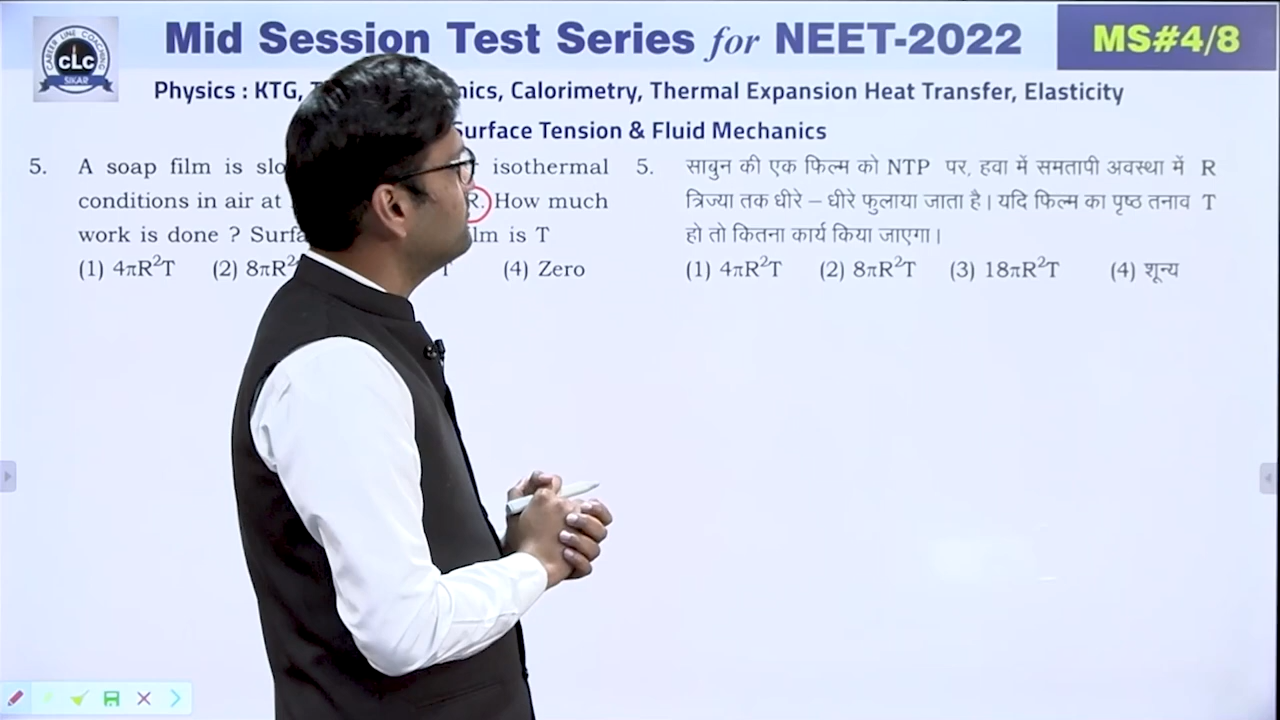 Mid Session Test Series for NEET-2022
MS#4/8
CAREER LINE COACHING
CLC
SIKAR
Physics : KTG, mics, Calorimetry, Thermal Expansion Heat Transfer, Elasticity
Surface Tension & Fluid Mechanics
5. A soap film is slo isothermal
conditions in air at R. How much
work is done ? Surfa film is T
(1) 4πR²T (2) 8πR² T (4) Zero
5. साबुन की एक फिल्म को NTP पर, हवा में समतापी अवस्था में R
त्रिज्या तक धीरे – धीरे फुलाया जाता है। यदि फिल्म का पृष्ठ तनाव T
हो तो कितना कार्य किया जाएगा।
(1) 4πR²T (2) 8πR²T (3) 18πR²T (4) शून्य